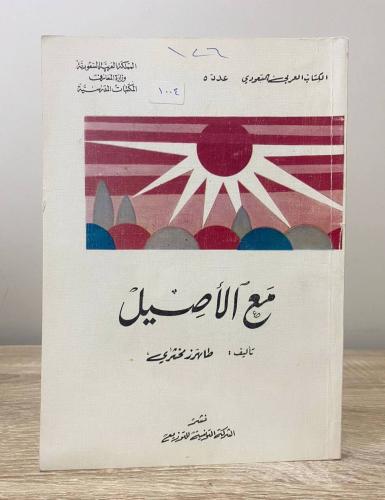 ١٤٦
المملكة العربية السعودية
وزارة المعارف
المكتبات المدرسية
١٠٠٤
الكتاب العربي السعودي عدد ٥
مع الأصيل
تأليف: طاهر زمخشري
نشر
الشركة التونسية للتوزيع